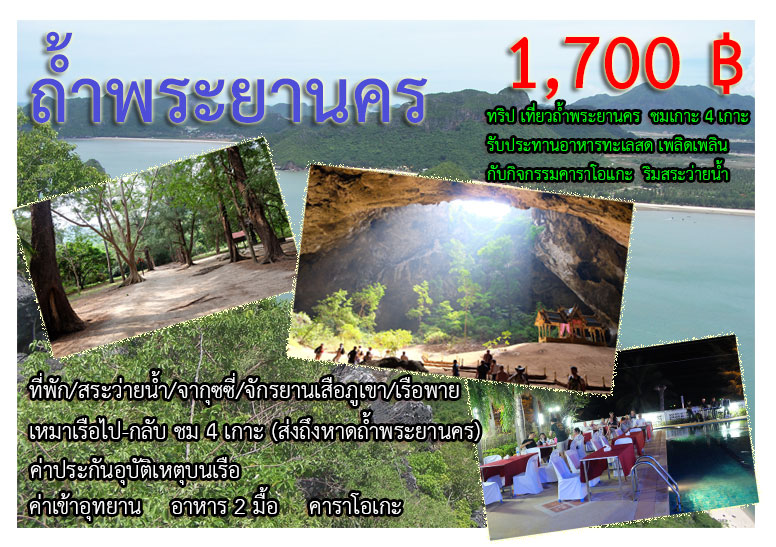 ถ้ำพระยานคร
1,700 ฿
ทริป เที่ยวถ้ำพระยานคร ชมเกาะ 4 เกาะ
รับประทานอาหารทะเลสด เพลิดเพลิน
กับกิจกรรมคาราโอแกะ ริมสระว่ายน้ำ
ที่พัก/สระว่ายน้ำ/จากุซซี่/จักรยานเสือภูเขา/เรือพาย
เหมาเรือไป-กลับ ชม 4 เกาะ (ส่งถึงหาดถ้ำพระยานคร)
ค่าประกันอุบัติเหตุบนเรือ
ค่าเข้าอุทยาน อาหาร 2 มื้อ คาราโอเกะ